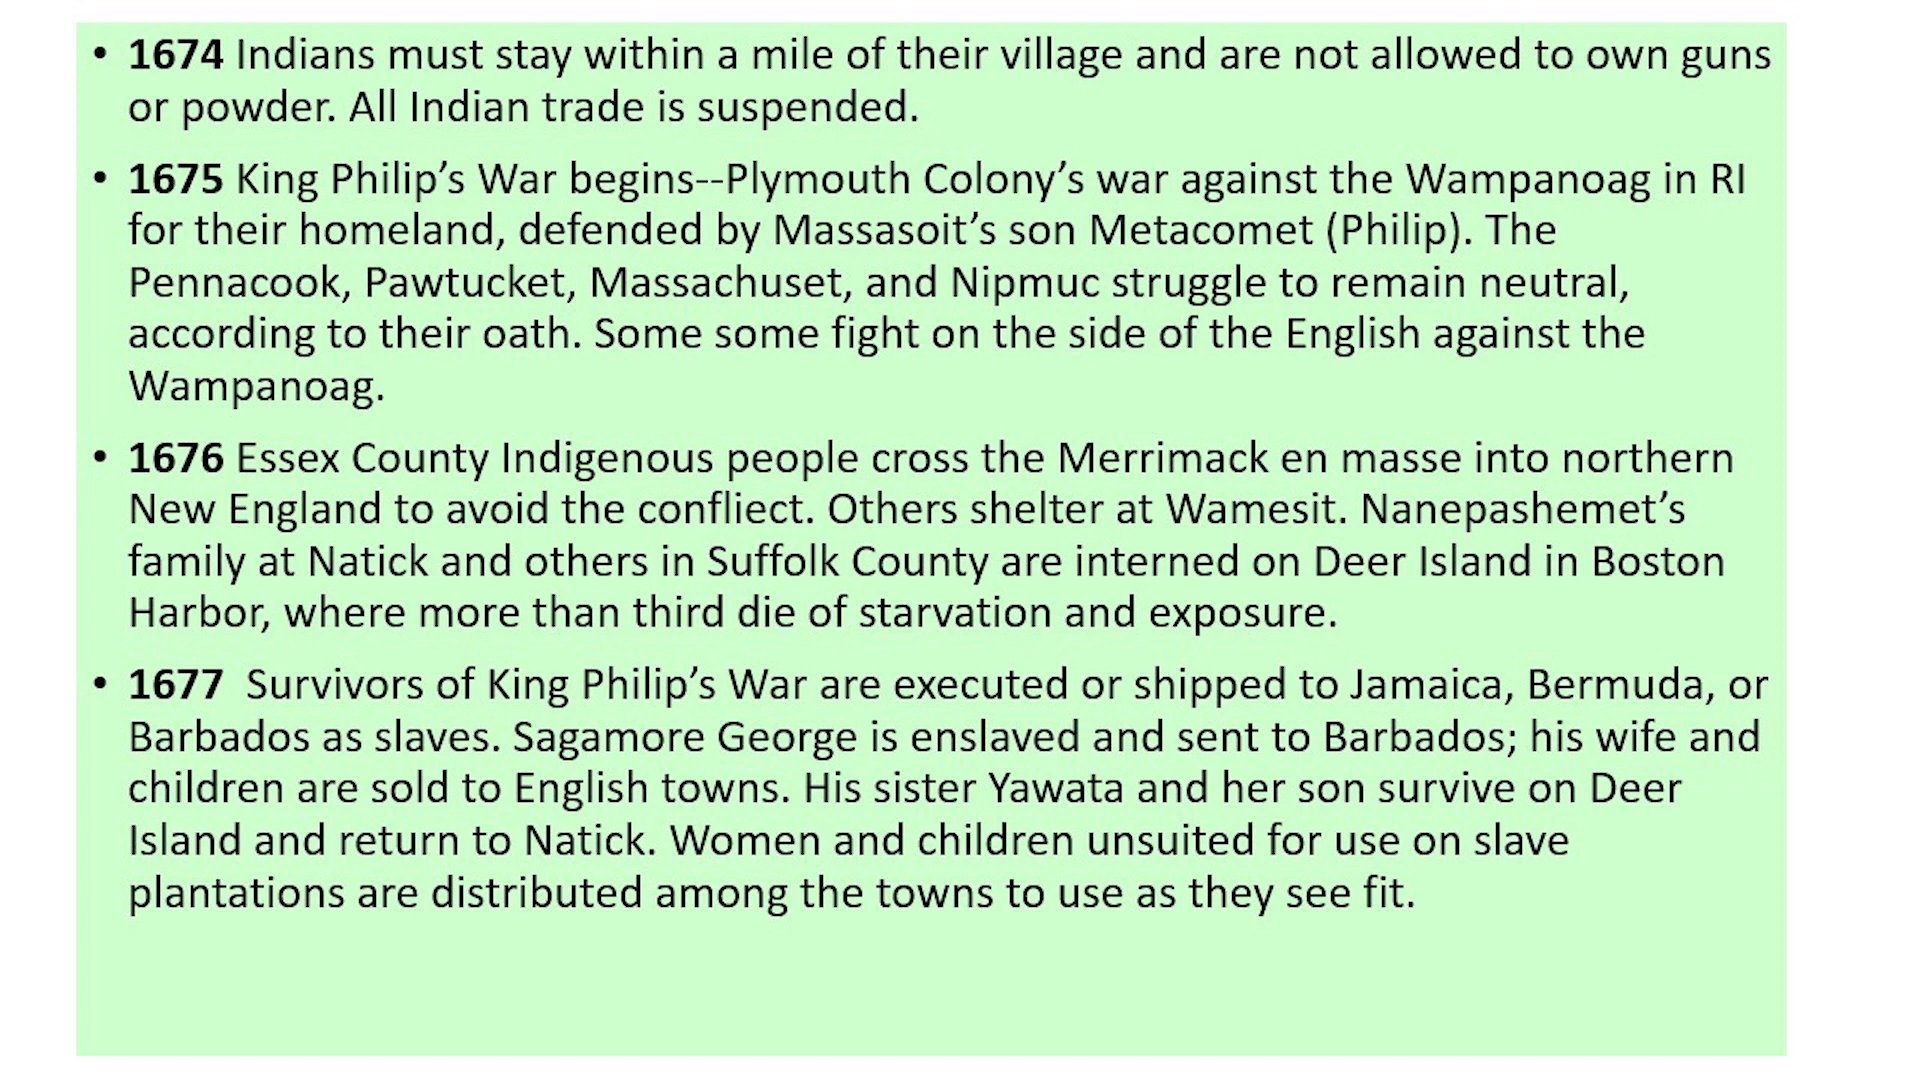 • 1674 Indians must stay within a mile of their village and are not allowed to own guns
or powder. All Indian trade is suspended.
• 1675 King Philip’s War begins--Plymouth Colony’s war against the Wampanoag in RI
for their homeland, defended by Massasoit’s son Metacomet (Philip). The
Pennacook, Pawtucket, Massachuset, and Nipmuc struggle to remain neutral,
according to their oath. Some some fight on the side of the English against the
Wampanoag.
• 1676 Essex County Indigenous people cross the Merrimack en masse into northern
New England to avoid the confliect. Others shelter at Wamesit. Nanepashemet’s
family at Natick and others in Suffolk County are interned on Deer Island in Boston
Harbor, where more than third die of starvation and exposure.
• 1677  Survivors of King Philip’s War are executed or shipped to Jamaica, Bermuda, or
Barbados as slaves. Sagamore George is enslaved and sent to Barbados; his wife and
children are sold to English towns. His sister Yawata and her son survive on Deer
Island and return to Natick. Women and children unsuited for use on slave
plantations are distributed among the towns to use as they see fit.